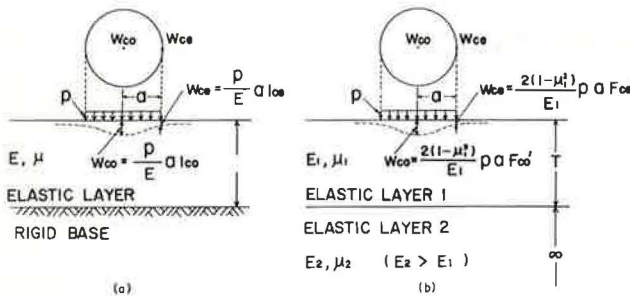 Wco Wce
p a Wce = p/E a Ice
E, μ Wco = p/E a Ico
ELASTIC LAYER
RIGID BASE
(a)
Wco Wce
p a Wce = 2(1-μ₁²)/E₁ p a Fce
E₁, μ₁ Wco = 2(1-μ₁²)/E₁ p a Fco' T
ELASTIC LAYER 1
ELASTIC LAYER 2
E₂, μ₂ (E₂ > E₁) ∞
(b)